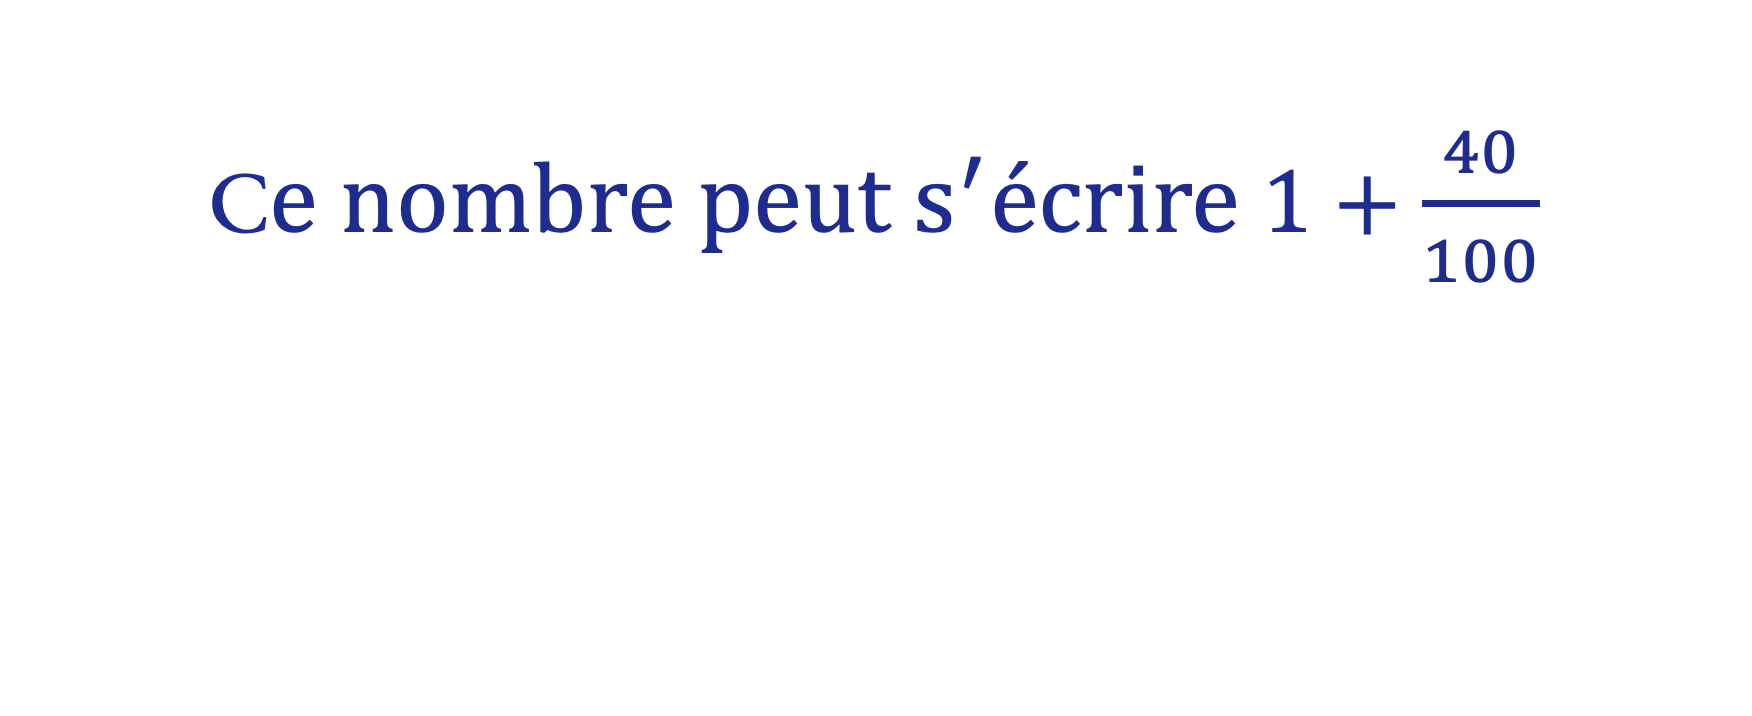 Ce nombre peut s′écrire 1 + 40/100